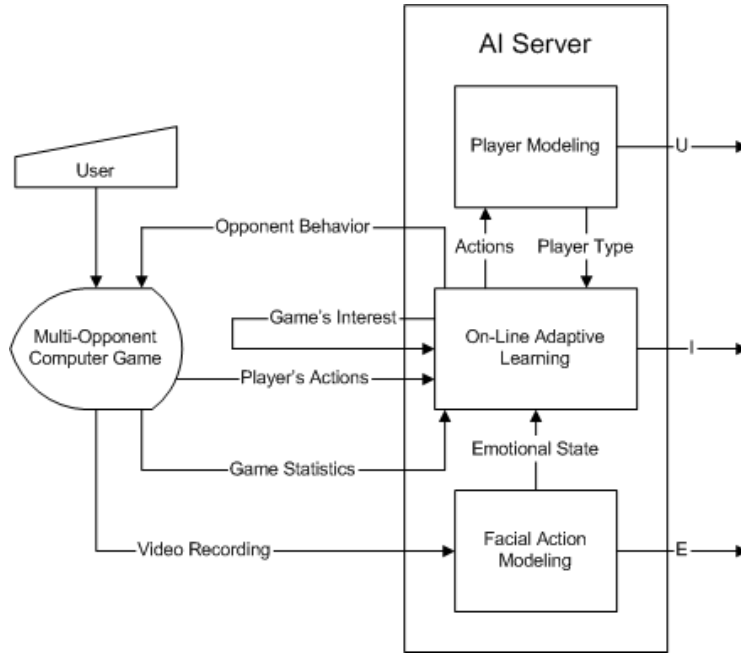 AI Server
Player Modeling
U
User
Opponent Behavior
Actions
Player Type
Game's Interest
Multi-Opponent
Computer Game
On-Line Adaptive
Learning
I
Player's Actions
Emotional State
Game Statistics
Facial Action
Modeling
Video Recording
E